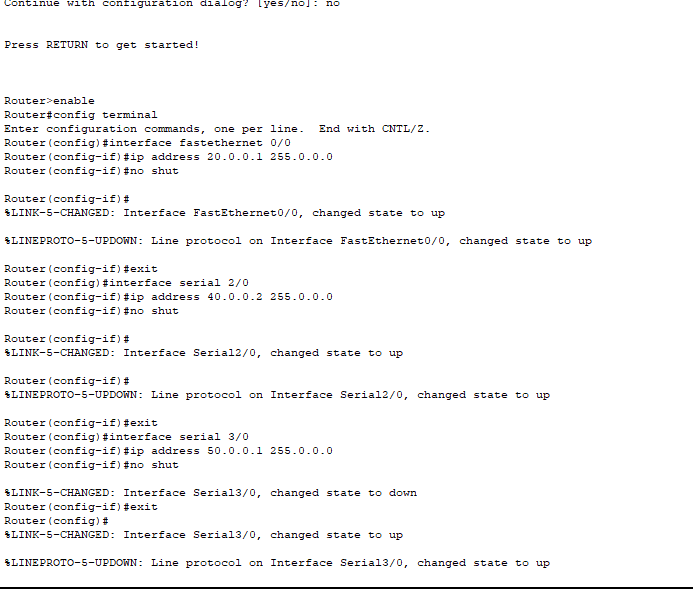 Continue with configuration dialog? [yes/no]: no
Press RETURN to get started!
Router>enable
Router#config terminal
Enter configuration commands, one per line.  End with CNTL/Z.
Router(config)#interface fastethernet 0/0
Router(config-if)#ip address 20.0.0.1 255.0.0.0
Router(config-if)#no shut
Router(config-if)#
%LINK-5-CHANGED: Interface FastEthernet0/0, changed state to up
%LINEPROTO-5-UPDOWN: Line protocol on Interface FastEthernet0/0, changed state to up
Router(config-if)#exit
Router(config)#interface serial 2/0
Router(config-if)#ip address 40.0.0.2 255.0.0.0
Router(config-if)#no shut
Router(config-if)#
%LINK-5-CHANGED: Interface Serial2/0, changed state to up
Router(config-if)#
%LINEPROTO-5-UPDOWN: Line protocol on Interface Serial2/0, changed state to up
Router(config-if)#exit
Router(config)#interface serial 3/0
Router(config-if)#ip address 50.0.0.1 255.0.0.0
Router(config-if)#no shut
%LINK-5-CHANGED: Interface Serial3/0, changed state to down
Router(config-if)#exit
Router(config)#
%LINK-5-CHANGED: Interface Serial3/0, changed state to up
%LINEPROTO-5-UPDOWN: Line protocol on Interface Serial3/0, changed state to up